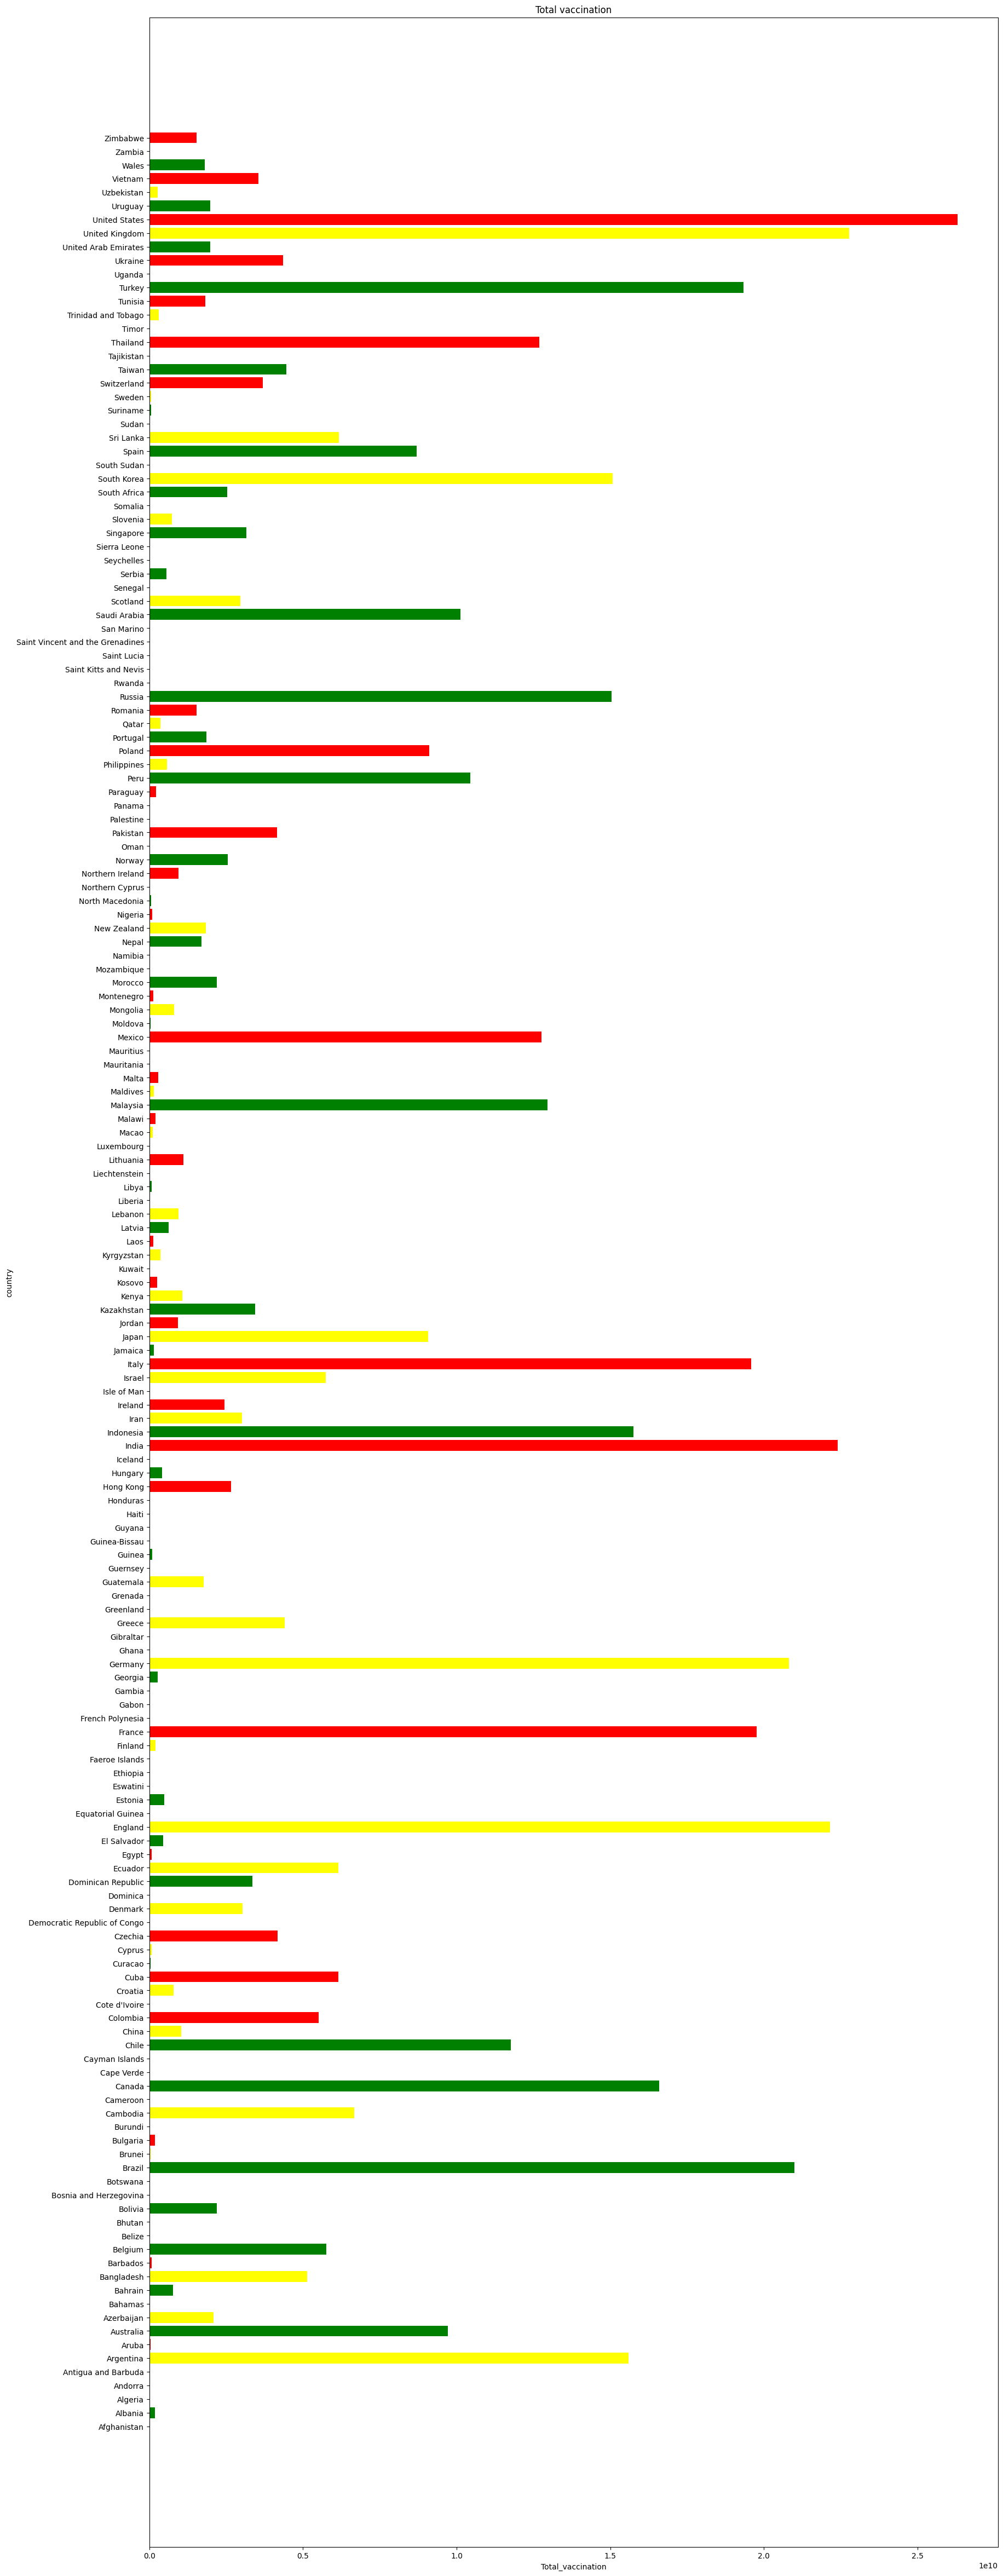 Total vaccination
Zimbabwe
Zambia
Wales
Vietnam
Uzbekistan
Uruguay
United States
United Kingdom
United Arab Emirates
Ukraine
Uganda
Turkey
Tunisia
Trinidad and Tobago
Timor
Thailand
Tajikistan
Taiwan
Switzerland
Sweden
Suriname
Sudan
Sri Lanka
Spain
South Sudan
South Korea
South Africa
Somalia
Slovenia
Singapore
Sierra Leone
Seychelles
Serbia
Senegal
Scotland
Saudi Arabia
San Marino
Saint Vincent and the Grenadines
Saint Lucia
Saint Kitts and Nevis
Rwanda
Russia
Romania
Qatar
Portugal
Poland
Philippines
Peru
Paraguay
Panama
Palestine
Pakistan
Oman
Norway
Northern Ireland
Northern Cyprus
North Macedonia
Nigeria
New Zealand
Nepal
Namibia
Mozambique
Morocco
Montenegro
Mongolia
Moldova
Mexico
Mauritius
Mauritania
Malta
Maldives
Malaysia
Malawi
Macao
Luxembourg
Lithuania
Liechtenstein
Libya
Liberia
Lebanon
Latvia
Laos
Kyrgyzstan
Kuwait
Kosovo
Kenya
Kazakhstan
Jordan
Japan
Jamaica
Italy
Israel
Isle of Man
Ireland
Iran
Indonesia
India
Iceland
Hungary
Hong Kong
Honduras
Haiti
Guyana
Guinea-Bissau
Guinea
Guernsey
Guatemala
Grenada
Greenland
Greece
Gibraltar
Ghana
Germany
Georgia
Gambia
Gabon
French Polynesia
France
Finland
Faeroe Islands
Ethiopia
Eswatini
Estonia
Equatorial Guinea
England
El Salvador
Egypt
Ecuador
Dominican Republic
Dominica
Denmark
Democratic Republic of Congo
Czechia
Cyprus
Curacao
Cuba
Croatia
Cote d'Ivoire
Colombia
China
Chile
Cayman Islands
Cape Verde
Canada
Cameroon
Cambodia
Burundi
Bulgaria
Brunei
Brazil
Botswana
Bosnia and Herzegovina
Bolivia
Bhutan
Belize
Belgium
Barbados
Bangladesh
Bahrain
Bahamas
Azerbaijan
Australia
Aruba
Argentina
Antigua and Barbuda
Andorra
Algeria
Albania
Afghanistan
country
0.0 0.5 1.0 1.5 2.0 2.5
1e10
Total_vaccination